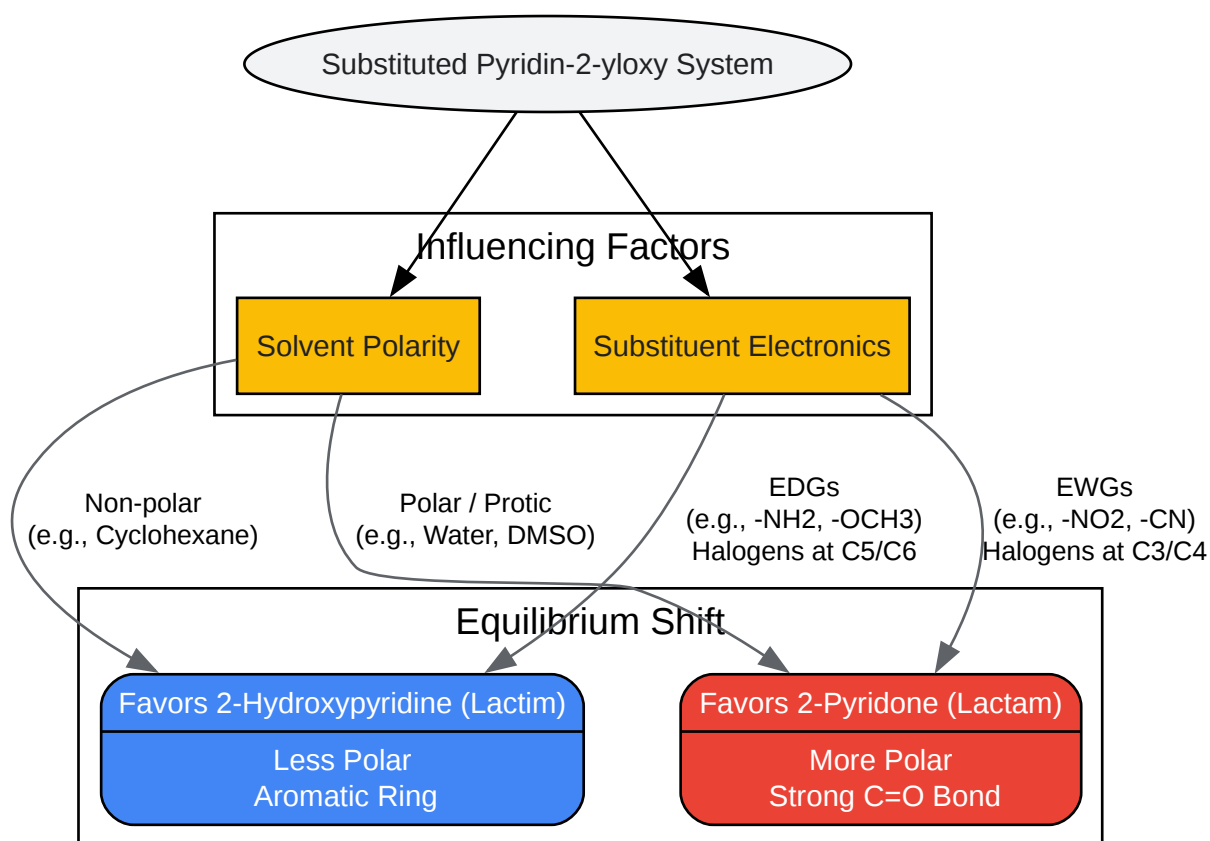 Substituted Pyridin-2-yloxy System
Influencing Factors
Solvent Polarity
Substituent Electronics
Non-polar
(e.g., Cyclohexane)
Polar / Protic
(e.g., Water, DMSO)
EDGs
(e.g., -NH2, -OCH3)
Halogens at C5/C6
EWGs
(e.g., -NO2, -CN)
Halogens at C3/C4
Equilibrium Shift
Favors 2-Hydroxypyridine (Lactim)
Less Polar
Aromatic Ring
Favors 2-Pyridone (Lactam)
More Polar
Strong C=O Bond